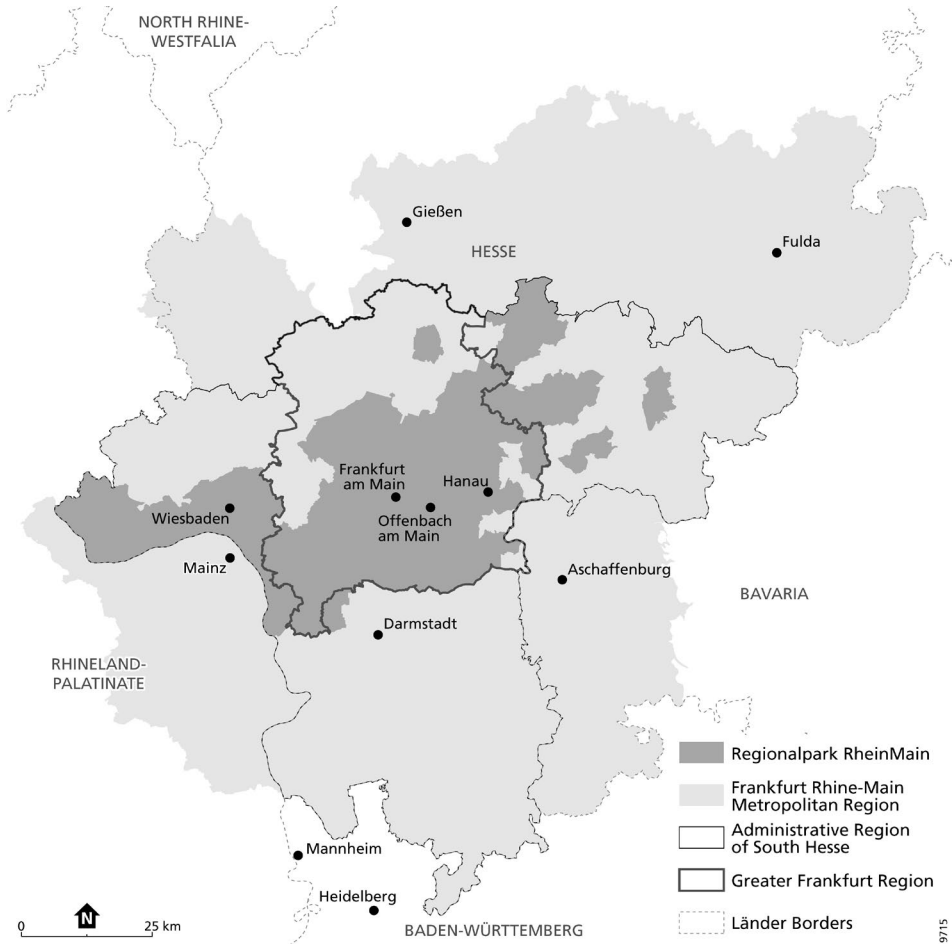 NORTH RHINE-
WESTFALIA
Gießen
HESSE
Fulda
Frankfurt
am Main
Hanau
Wiesbaden
Offenbach
am Main
Mainz
Aschaffenburg
BAVARIA
Darmstadt
RHINELAND-
PALATINATE
Mannheim
Heidelberg
BADEN-WÜRTTEMBERG
Regionalpark RheinMain
Frankfurt Rhine-Main
Metropolitan Region
Administrative Region
of South Hesse
Greater Frankfurt Region
Länder Borders
0
N
25 km
9715